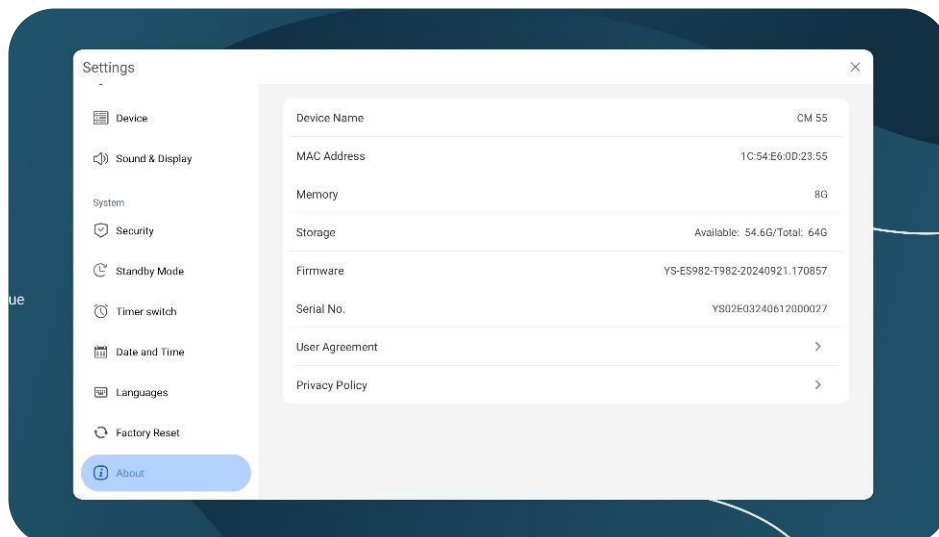 Settings
Device
Sound & Display
System
Security
Standby Mode
Timer switch
Date and Time
Languages
Factory Reset
About
Device Name CM 55
MAC Address 1C:54:E6:0D:23:55
Memory 8G
Storage Available: 54.6G/Total: 64G
Firmware YS-ES982-T982-20240921.170857
Serial No. YS02E03240612000027
User Agreement
Privacy Policy
ue